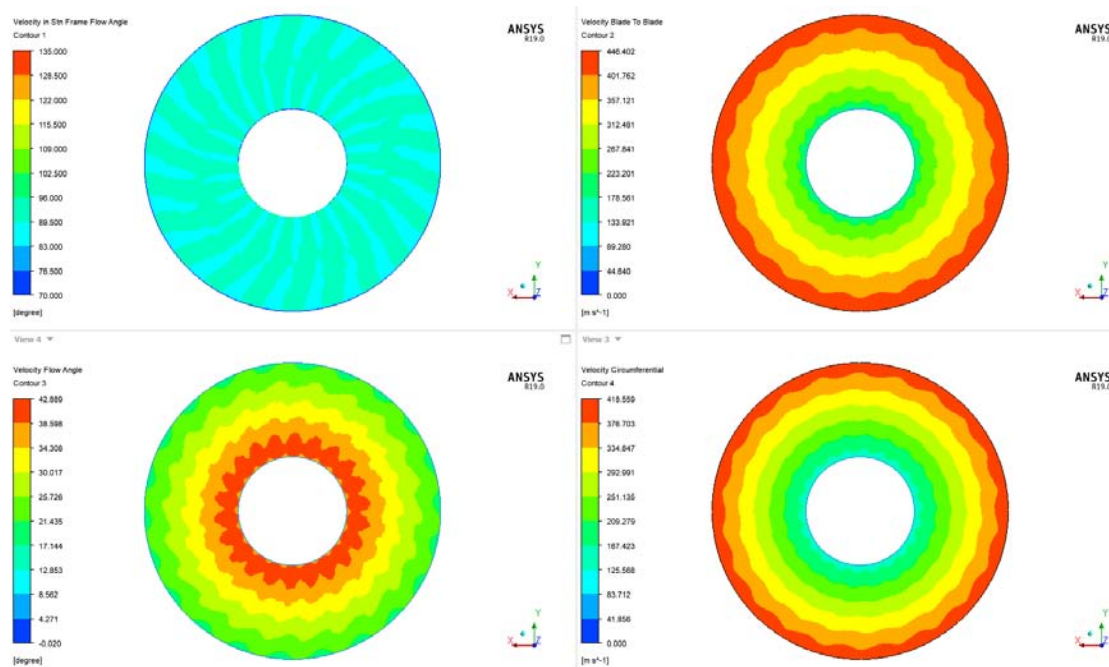 Velocity in Stn Frame Flow Angle
Contour 1
135.000
128.500
122.000
115.500
109.000
102.500
96.000
89.500
83.000
76.500
70.000
[degree]
ANSYS
R19.0
Y
X
Z
Velocity Blade To Blade
Contour 2
446.402
401.762
357.121
312.481
267.841
223.201
178.561
133.921
89.280
44.640
0.000
[m s^-1]
ANSYS
R19.0
Y
X
Z
View 4
Velocity Flow Angle
Contour 3
42.889
38.598
34.308
30.017
25.726
21.435
17.144
12.853
8.562
4.271
-0.020
[degree]
ANSYS
R19.0
Y
X
Z
View 3
Velocity Circumferential
Contour 4
418.559
376.703
334.847
292.991
251.135
209.279
167.423
125.568
83.712
41.856
0.000
[m s^-1]
ANSYS
R19.0
Y
X
Z